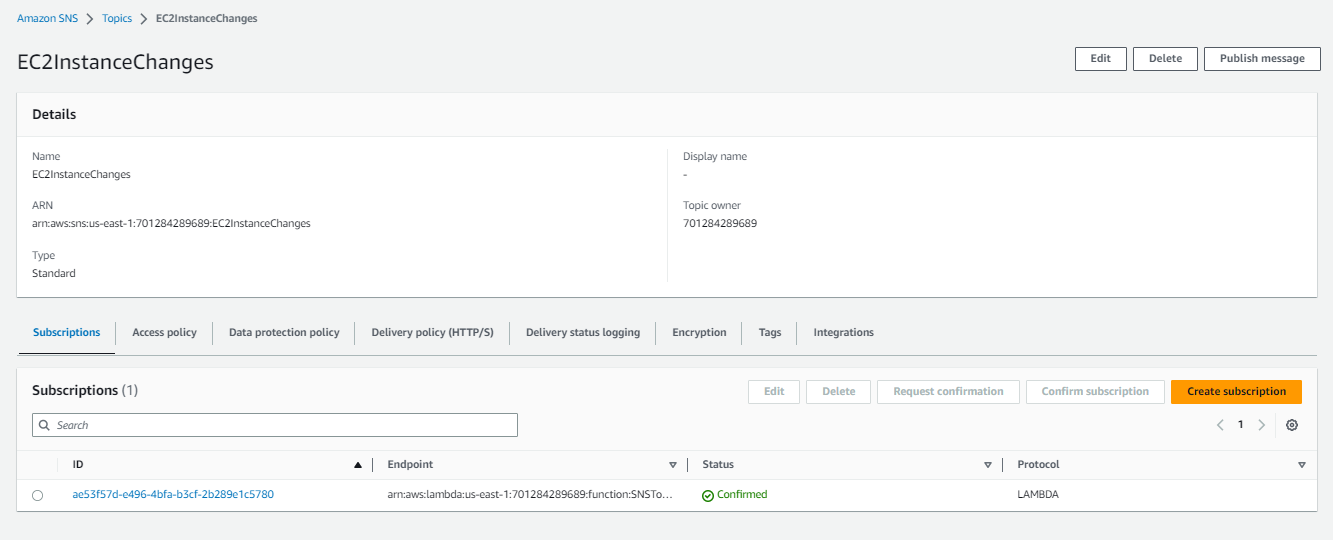 Amazon SNS > Topics > EC2InstanceChanges
EC2InstanceChanges
Edit Delete Publish message
Details
Name
EC2InstanceChanges
Display name
-
ARN
arn:aws:sns:us-east-1:701284289689:EC2InstanceChanges
Topic owner
701284289689
Type
Standard
Subscriptions Access policy Data protection policy Delivery policy (HTTP/S) Delivery status logging Encryption Tags Integrations
Subscriptions (1)
Edit Delete Request confirmation Confirm subscription Create subscription
Search
1
ID Endpoint Status Protocol
ae53f57d-e496-4bfa-b3cf-2b289e1c5780 arn:aws:lambda:us-east-1:701284289689:function:SNSTo... Confirmed LAMBDA